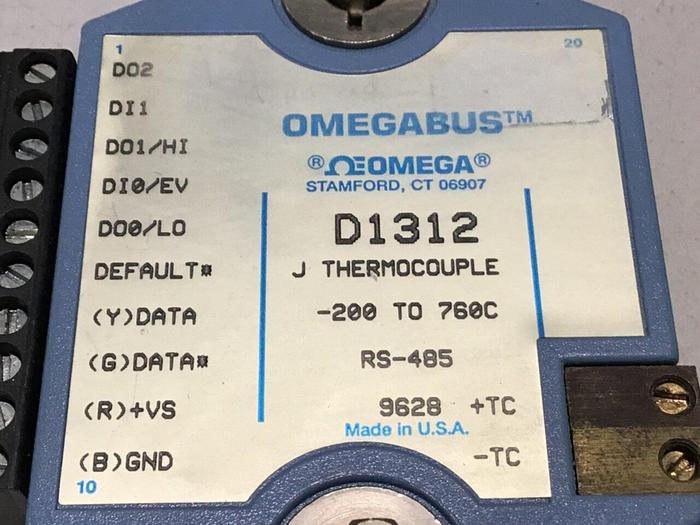 1
20
DO2
DI1
DO1/HI
DI0/EV
DO0/LO
DEFAULT*
(Y)DATA
(G)DATA*
(R)+VS
(B)GND
10
OMEGABUS™
®ΩEOMEGA®
STAMFORD, CT 06907
D1312
J THERMOCOUPLE
-200 TO 760C
RS-485
9628 +TC
Made in U.S.A.
-TC